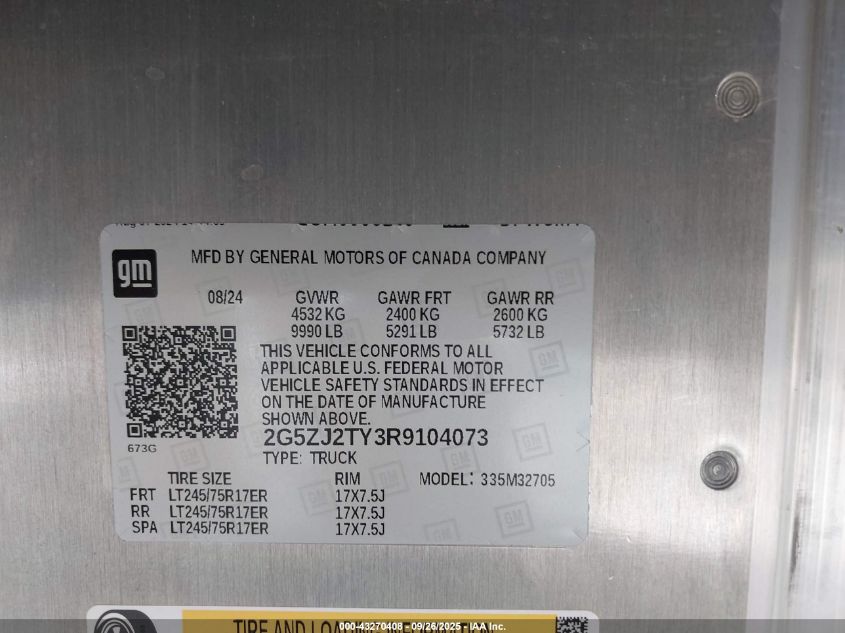 gm
MFD BY GENERAL MOTORS OF CANADA COMPANY
08/24 GVWR GAWR FRT GAWR RR
4532 KG 2400 KG 2600 KG
9990 LB 5291 LB 5732 LB
THIS VEHICLE CONFORMS TO ALL
APPLICABLE U.S. FEDERAL MOTOR
VEHICLE SAFETY STANDARDS IN EFFECT
ON THE DATE OF MANUFACTURE
SHOWN ABOVE.
673G
2G5ZJ2TY3R9104073
TYPE: TRUCK
TIRE SIZE RIM MODEL: 335M32705
FRT LT245/75R17ER 17X7.5J
RR LT245/75R17ER 17X7.5J
SPA LT245/75R17ER 17X7.5J
TIRE AND LOADING INFORMATION
000-43270408 - 09/26/2025 - IAA Inc.